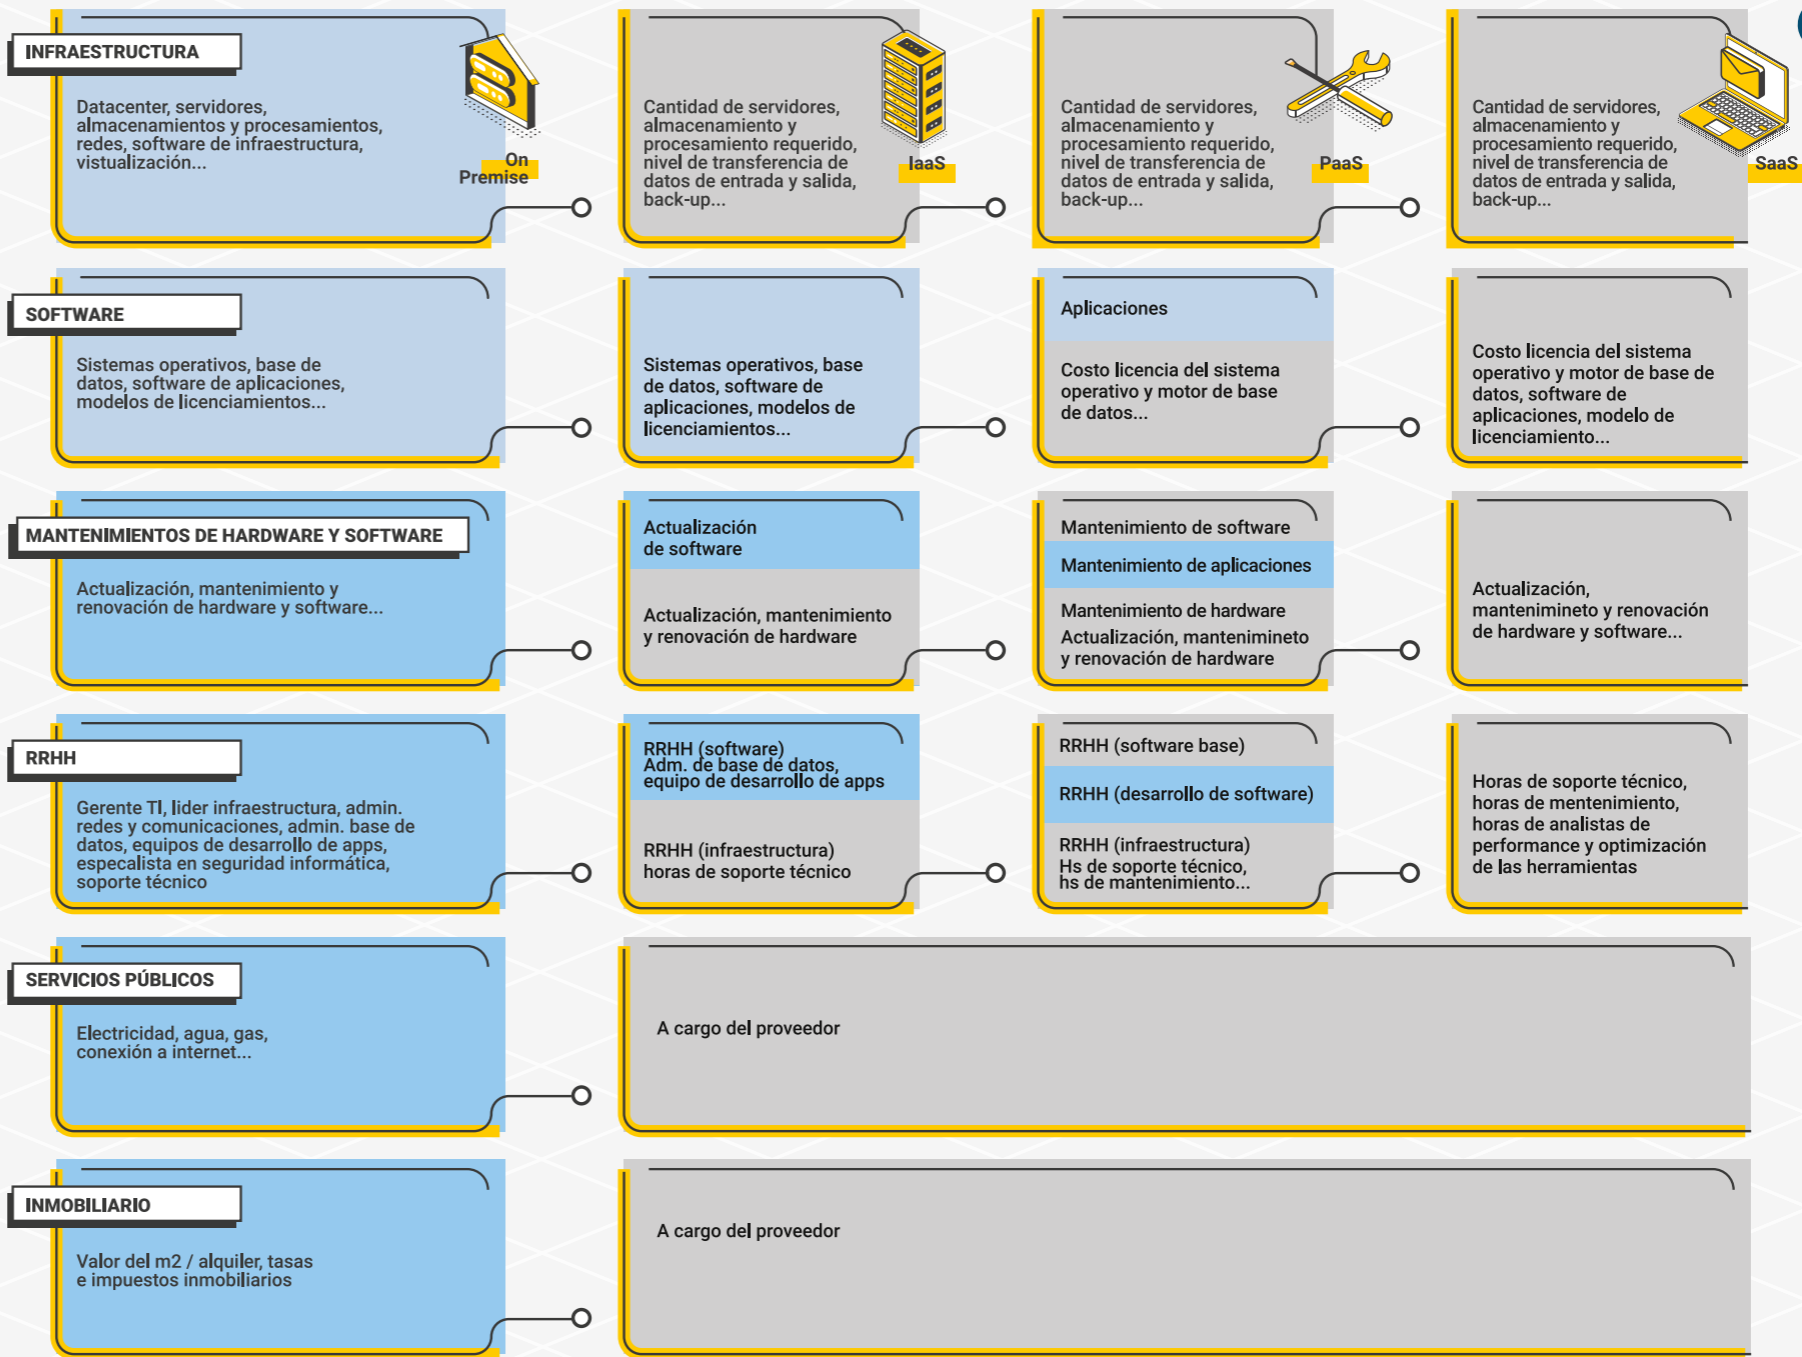 INFRAESTRUCTURA
Datacenter, servidores,
almacenamientos y procesamientos,
redes, software de infraestructura,
vistualización...
On
Premise
Cantidad de servidores,
almacenamiento y
procesamiento requerido,
nivel de transferencia de
datos de entrada y salida,
back-up...
IaaS
Cantidad de servidores,
almacenamiento y
procesamiento requerido,
nivel de transferencia de
datos de entrada y salida,
back-up...
PaaS
Cantidad de servidores,
almacenamiento y
procesamiento requerido,
nivel de transferencia de
datos de entrada y salida,
back-up...
SaaS
SOFTWARE
Sistemas operativos, base de
datos, software de aplicaciones,
modelos de licenciamientos...
Sistemas operativos, base
de datos, software de
aplicaciones, modelos de
licenciamientos...
Aplicaciones
Costo licencia del sistema
operativo y motor de base
de datos...
Costo licencia del sistema
operativo y motor de base de
datos, software de
aplicaciones, modelo de
licenciamiento...
MANTENIMIENTOS DE HARDWARE Y SOFTWARE
Actualización, mantenimiento y
renovación de hardware y software...
Actualización
de software
Actualización, mantenimiento
y renovación de hardware
Mantenimiento de software
Mantenimiento de aplicaciones
Mantenimiento de hardware
Actualización, mantenimineto
y renovación de hardware
Actualización,
mantenimineto y renovación
de hardware y software...
RRHH
Gerente TI, lider infraestructura, admin.
redes y comunicaciones, admin. base de
datos, equipos de desarrollo de apps,
especalista en seguridad informática,
soporte técnico
RRHH (software)
Adm. de base de datos,
equipo de desarrollo de apps
RRHH (infraestructura)
horas de soporte técnico
RRHH (software base)
RRHH (desarrollo de software)
RRHH (infraestructura)
Hs de soporte técnico,
hs de mantenimiento...
Horas de soporte técnico,
horas de mentenimiento,
horas de analistas de
performance y optimización
de las herramientas
SERVICIOS PÚBLICOS
Electricidad, agua, gas,
conexión a internet...
A cargo del proveedor
INMOBILIARIO
Valor del m2 / alquiler, tasas
e impuestos inmobiliarios
A cargo del proveedor